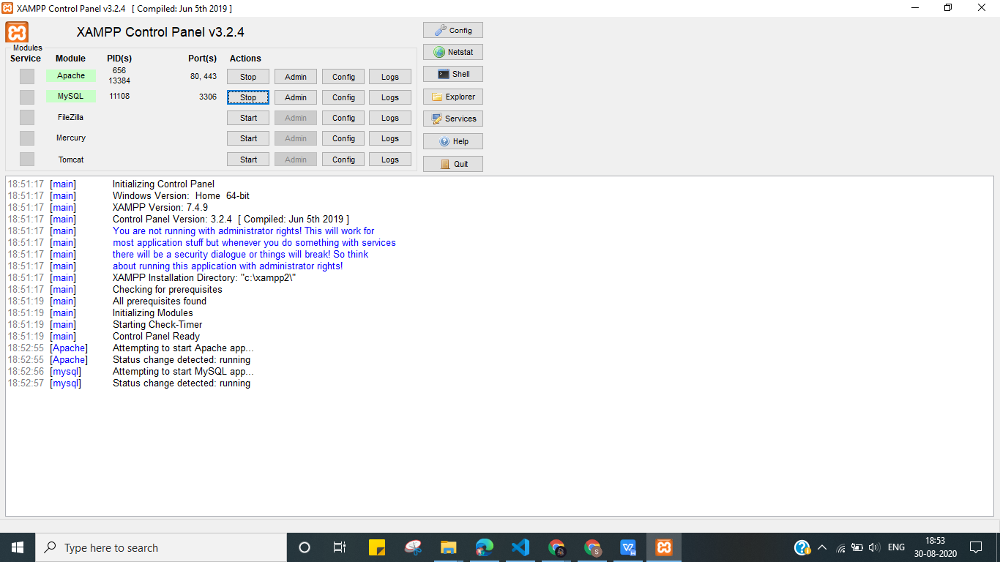 XAMPP Control Panel v3.2.4 [ Compiled: Jun 5th 2019 ]
XAMPP Control Panel v3.2.4
Config
Modules
Service Module PID(s) Port(s) Actions
Netstat
Apache 656 13384 80, 443 Stop Admin Config Logs
Shell
MySQL 11108 3306 Stop Admin Config Logs
Explorer
FileZilla Start Admin Config Logs
Services
Mercury Start Admin Config Logs
Help
Tomcat Start Admin Config Logs
Quit
18:51:17 [main] Initializing Control Panel
18:51:17 [main] Windows Version: Home 64-bit
18:51:17 [main] XAMPP Version: 7.4.9
18:51:17 [main] Control Panel Version: 3.2.4 [ Compiled: Jun 5th 2019 ]
18:51:17 [main] You are not running with administrator rights! This will work for
18:51:17 [main] most application stuff but whenever you do something with services
18:51:17 [main] there will be a security dialogue or things will break! So think
18:51:17 [main] about running this application with administrator rights!
18:51:17 [main] XAMPP Installation Directory: "c:\xampp2\"
18:51:17 [main] Checking for prerequisites
18:51:19 [main] All prerequisites found
18:51:19 [main] Initializing Modules
18:51:19 [main] Starting Check-Timer
18:51:19 [main] Control Panel Ready
18:52:55 [Apache] Attempting to start Apache app...
18:52:55 [Apache] Status change detected: running
18:52:56 [mysql] Attempting to start MySQL app...
18:52:57 [mysql] Status change detected: running
Type here to search
ENG
18:53
30-08-2020